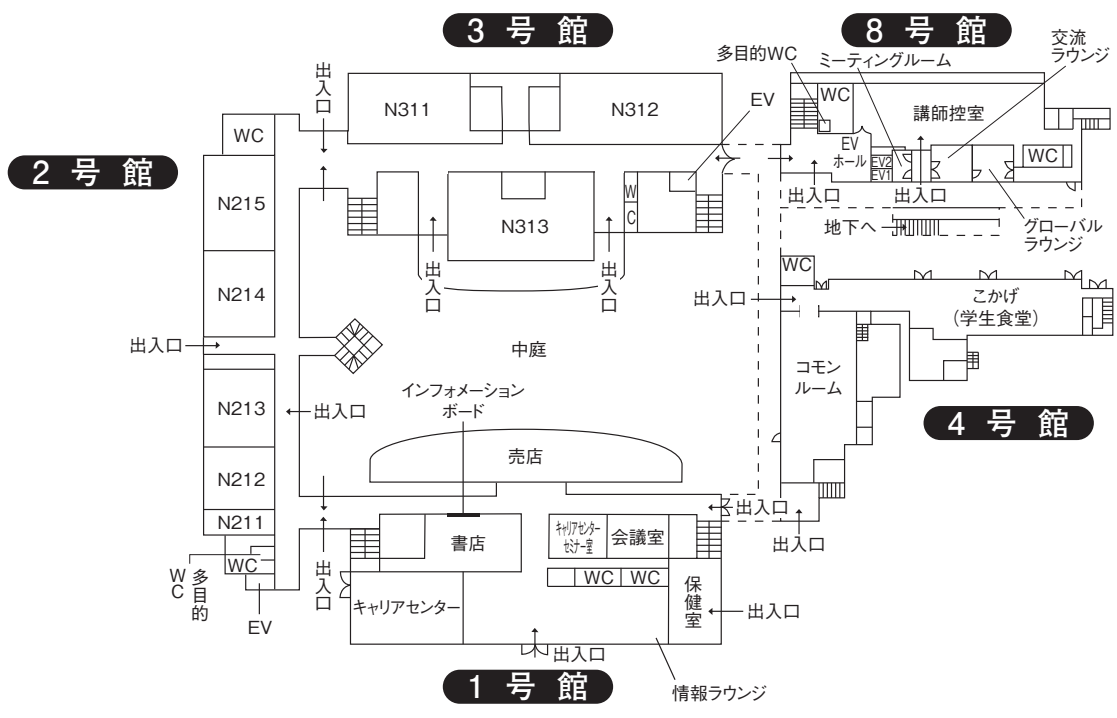 3 号 館
8 号 館
交流
ラウンジ
多目的WC
ミーティングルーム
出入口
N311
N312
EV
WC
講師控室
WC
2 号 館
EV
ホール
EV2
EV1
WC
N215
WC
N313
出入口
出入口
地下へ
グローバル
ラウンジ
出入口
出入口
N214
WC
出入口
こかげ
(学生食堂)
出入口
中庭
コモン
ルーム
インフォメーション
ボード
N213
出入口
4 号 館
売店
N212
N211
出入口
書店
キャリアセンター
セミナー室
会議室
出入口
WC
多目的
WC
出入口
WC
WC
保健室
キャリアセンター
出入口
EV
出入口
1 号 館
情報ラウンジ